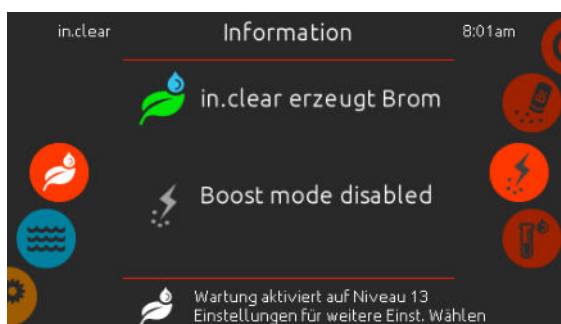 in.clear
Information
8:01am
in.clear erzeugt Brom
Boost mode disabled
Wartung aktiviert auf Niveau 13
Einstellungen für weitere Einst. Wählen